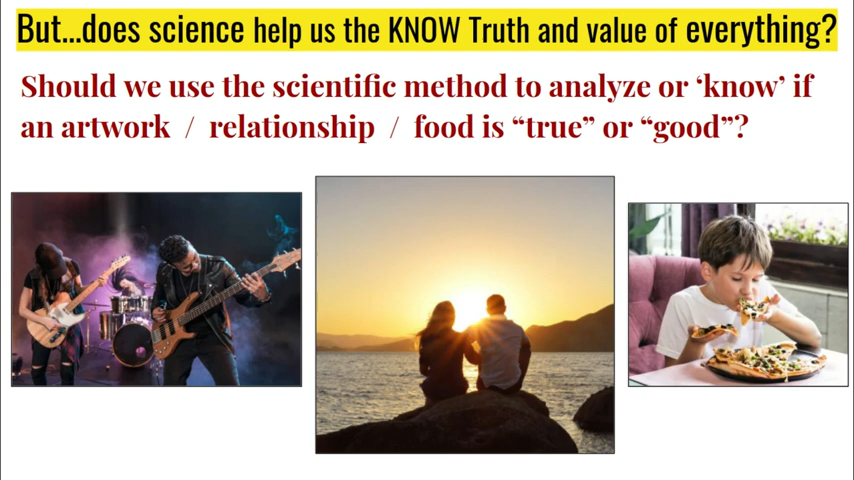 But...does science help us the KNOW Truth and value of everything?
Should we use the scientific method to analyze or ‘know’ if
an artwork / relationship / food is “true” or “good”?